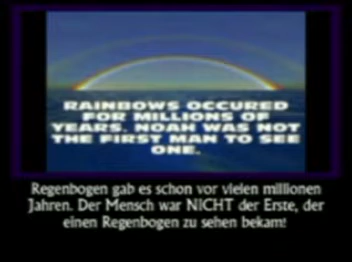 RAINBOWS OCCURED
FOR MILLIONS OF
YEARS. NOAH WAS NOT
THE FIRST MAN TO SEE
ONE.
Regenbogen gab es schon vor vielen millionen
Jahren. Der Mensch war NICHT der Erste, der
einen Regenbogen zu sehen bekam!